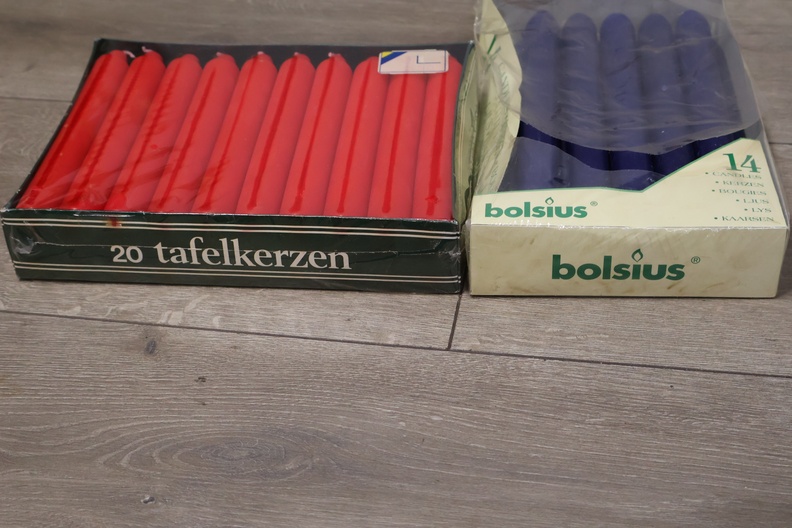 20 tafelkerzen
14
• CANDLES
• KERZEN
• BOUGIES
• LJUS
• LYS
• KAARSEN
bolsius®
bolsius®